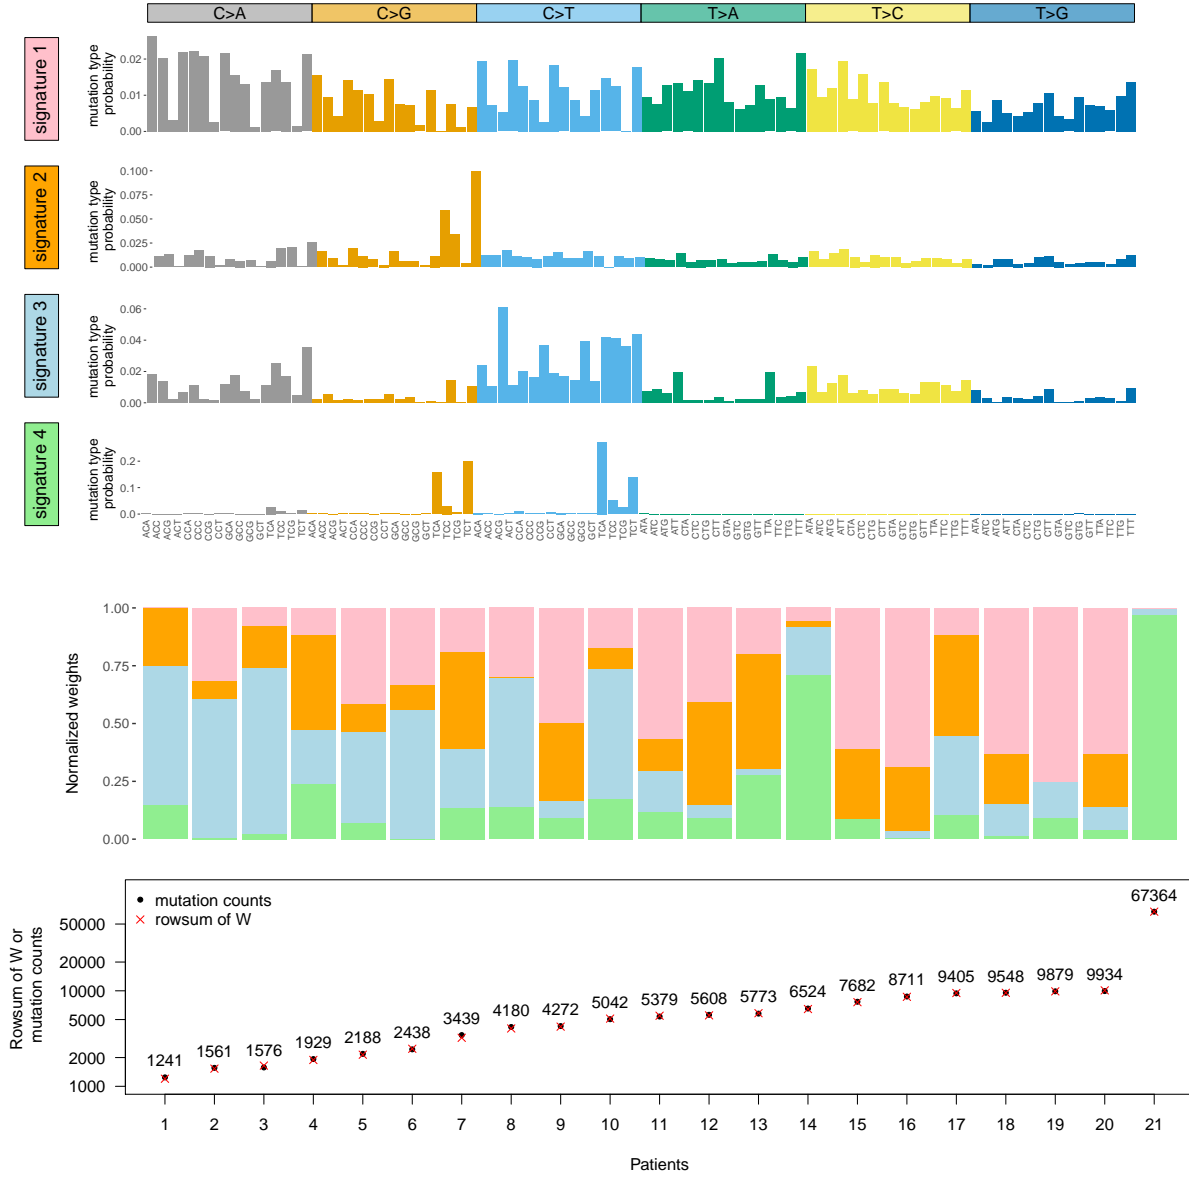 C>A C>G C>T T>A T>C T>G
signature 1
mutation type
probability
0.02
0.01
0.00
signature 2
mutation type
probability
0.100
0.075
0.050
0.025
0.000
signature 3
mutation type
probability
0.06
0.04
0.02
0.00
signature 4
mutation type
probability
0.2
0.1
0.0
ACA ACC ACG ACT CCA CCC CCG CCT GCA GCC GCG GCT TCA TCC TCG TCT ACA ACC ACG ACT CCA CCC CCG CCT GCA GCC GCG GCT TCA TCC TCG TCT ACA ACC ACG ACT CCA CCC CCG CCT GCA GCC GCG GCT TCA TCC TCG TCT ATA ATC ATG ATT CTA CTC CTG CTT GTA GTC GTG GTT TTA TTC TTG TTT ATA ATC ATG ATT CTA CTC CTG CTT GTA GTC GTG GTT TTA TTC TTG TTT ATA ATC ATG ATT CTA CTC CTG CTT GTA GTC GTG GTT TTA TTC TTG TTT
Normalized weights
1.00
0.75
0.50
0.25
0.00
Rowsum of W or
mutation counts
50000
20000
10000
5000
2000
1000
mutation counts
rowsum of W
1241 1561 1576 1929 2188 2438 3439 4180 4272 5042 5379 5608 5773 6524 7682 8711 9405 9548 9879 9934 67364
1 2 3 4 5 6 7 8 9 10 11 12 13 14 15 16 17 18 19 20 21
Patients